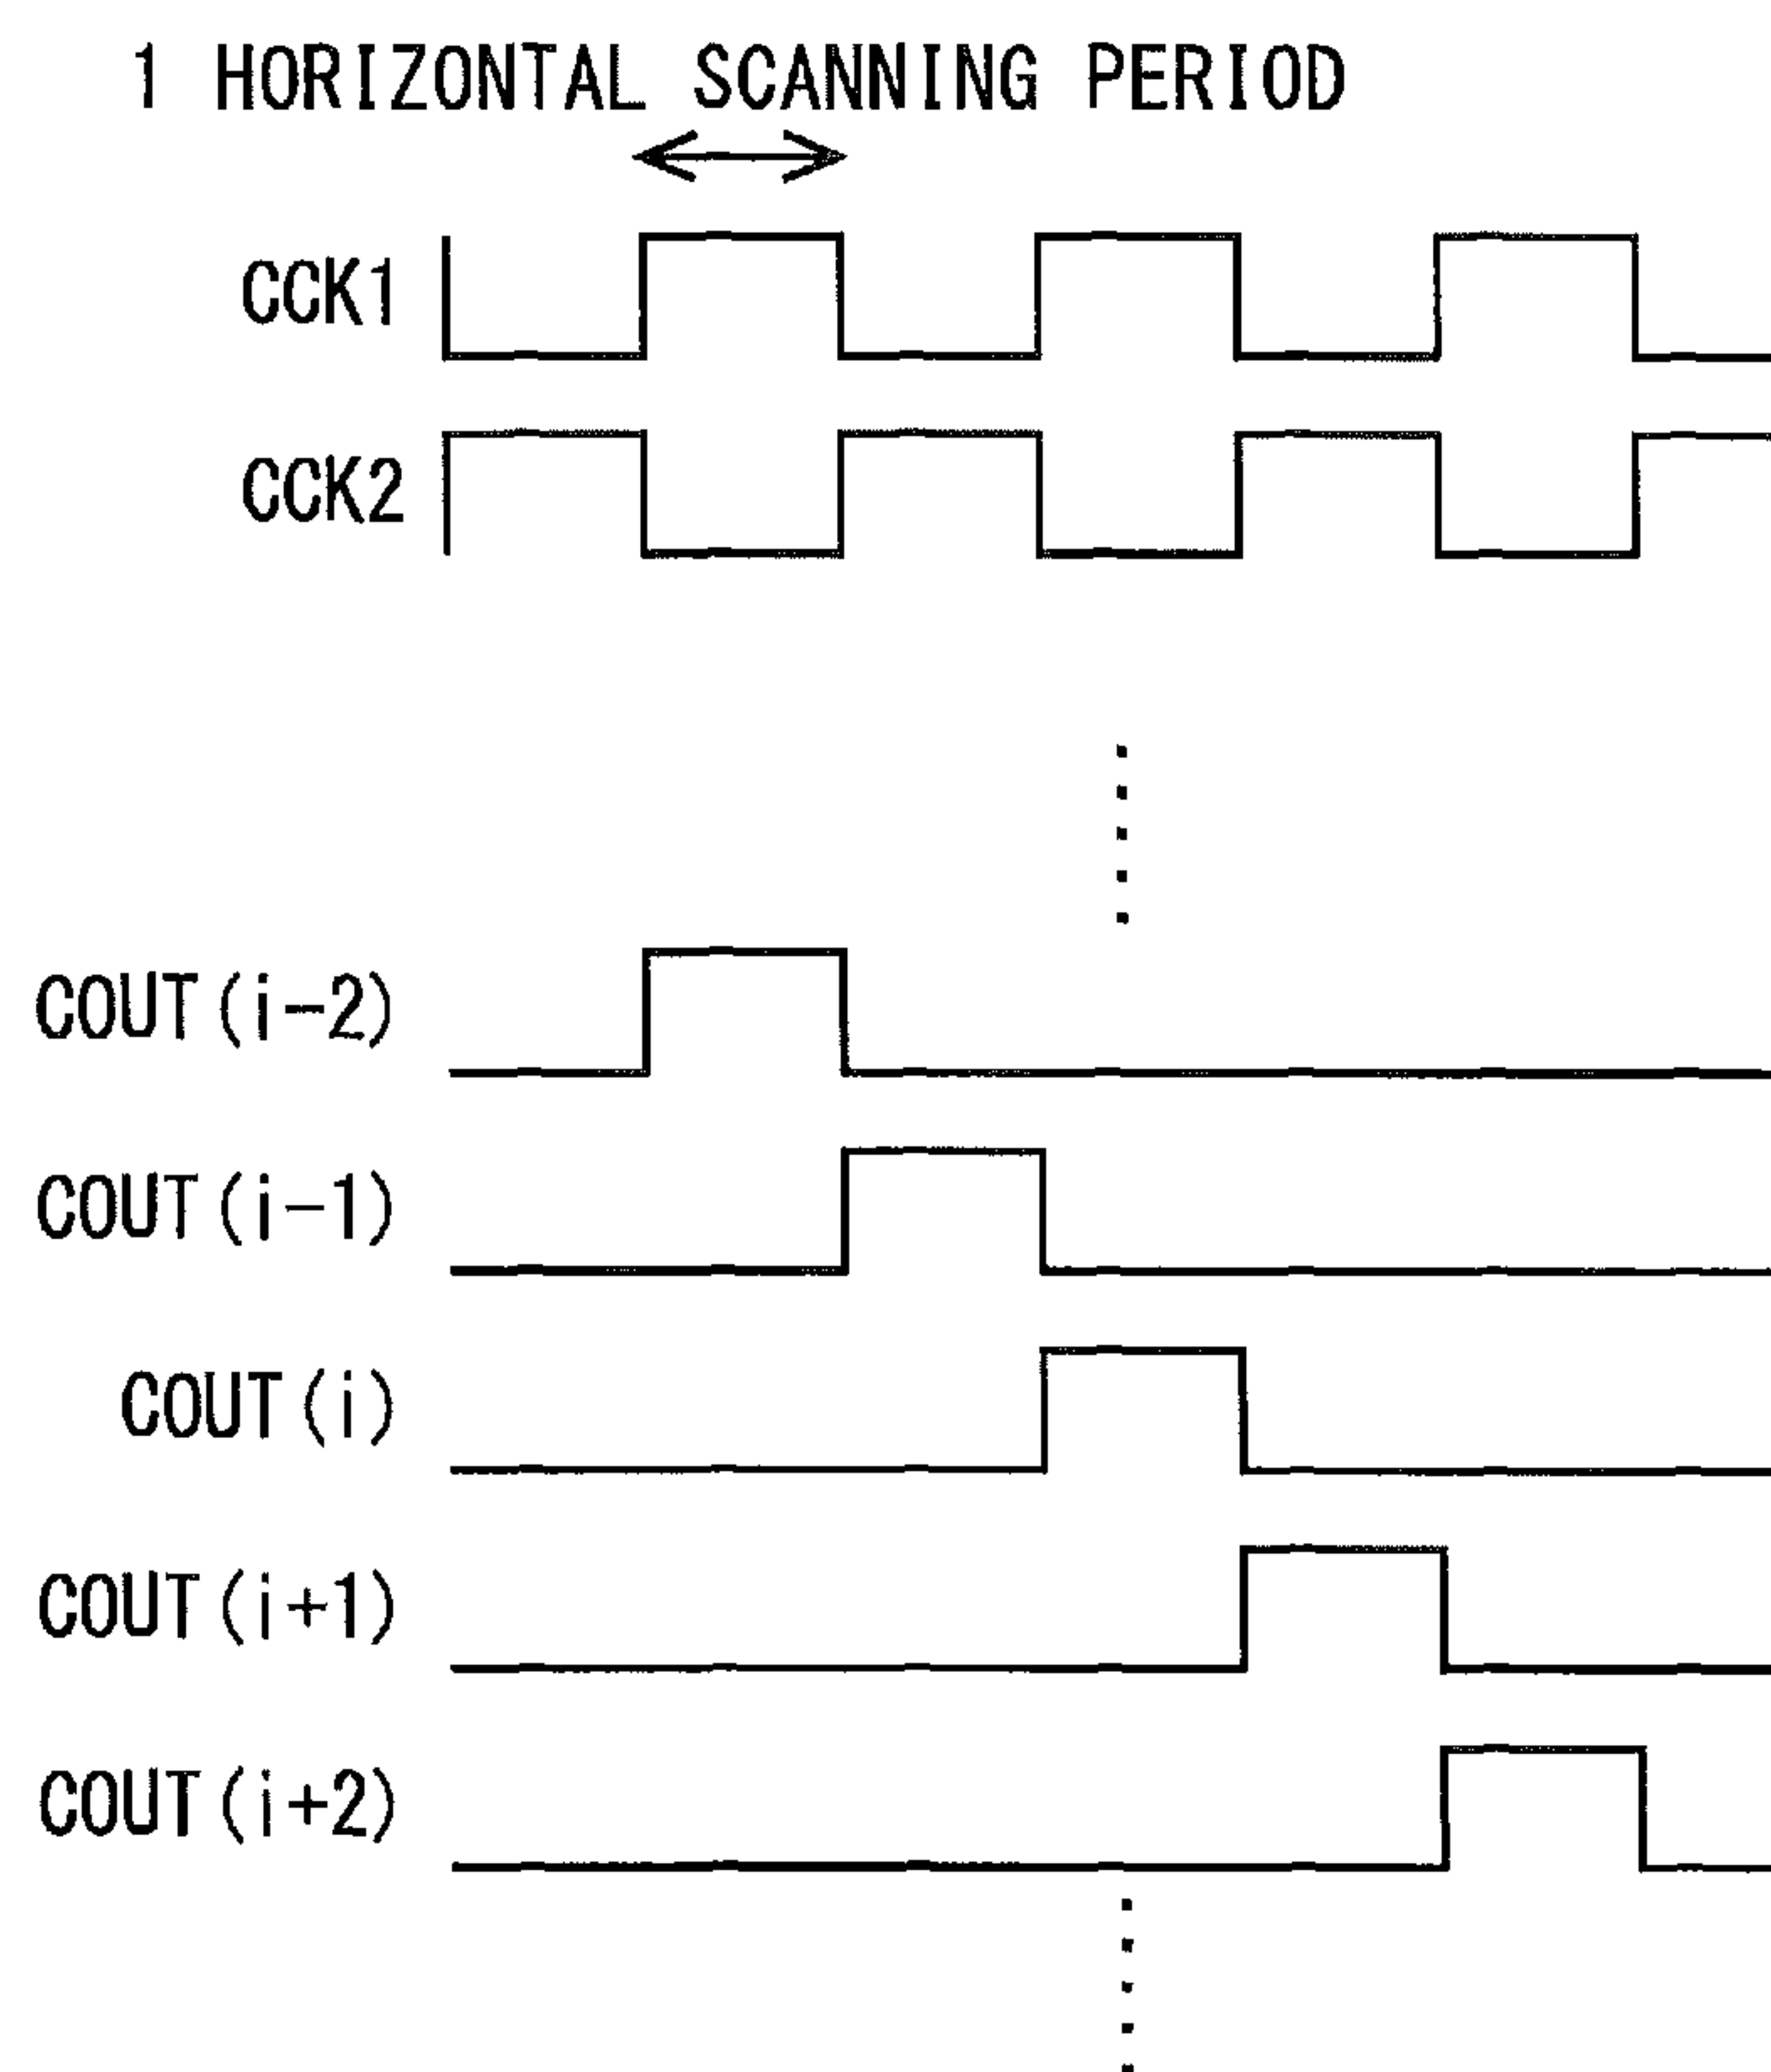 1 HORIZONTAL SCANNING PERIOD
CCK1
CCK2
COUT(i-2)
COUT(i-1)
COUT(i)
COUT(i+1)
COUT(i+2)